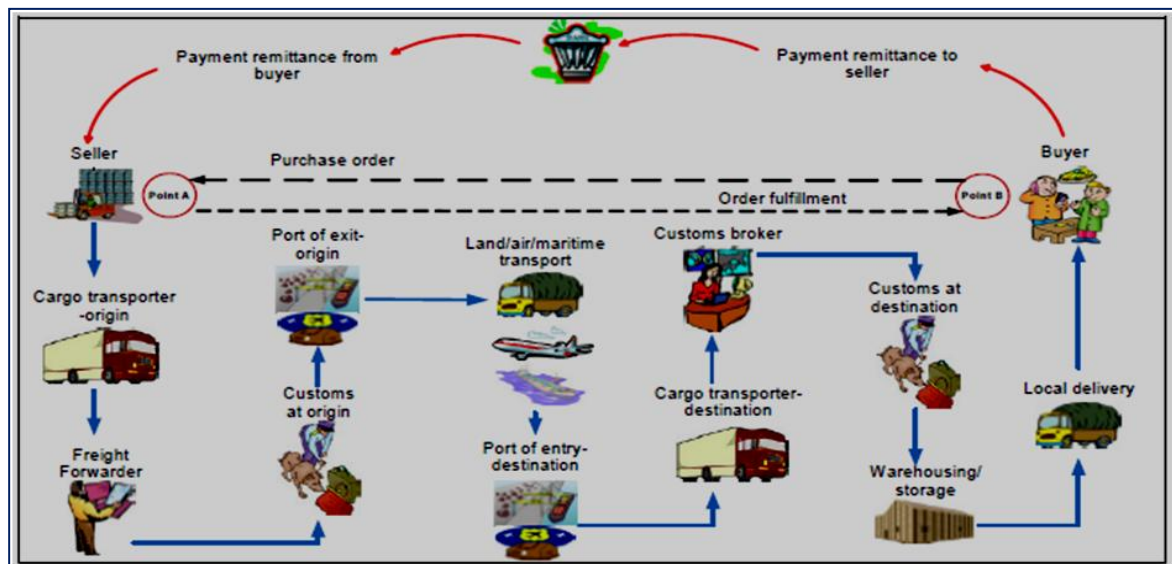 Payment remittance from
buyer
Payment remittance to
seller
Seller
Buyer
Purchase order
Point A
Point B
Order fulfillment
Port of exit-
origin
Land/air/maritime
transport
Customs broker
Customs at
destination
Cargo transporter
-origin
Customs
at origin
Cargo transporter-
destination
Local delivery
Freight
Forwarder
Port of entry-
destination
Warehousing/
storage